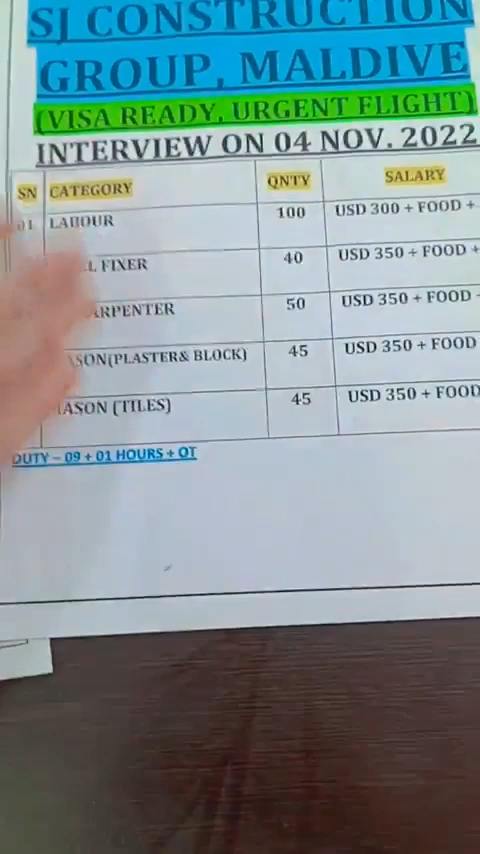 SJ CONSTRUCTION
GROUP, MALDIVE
(VISA READY, URGENT FLIGHT)
INTERVIEW ON 04 NOV. 2022
SN CATEGORY QNTY SALARY
01 LABOUR 100 USD 300 + FOOD +
L FIXER 40 USD 350 + FOOD +
ARPENTER 50 USD 350 + FOOD
ASON(PLASTER& BLOCK) 45 USD 350 + FOOD
MASON (TILES) 45 USD 350 + FOOD
DUTY – 09 + 01 HOURS + OT